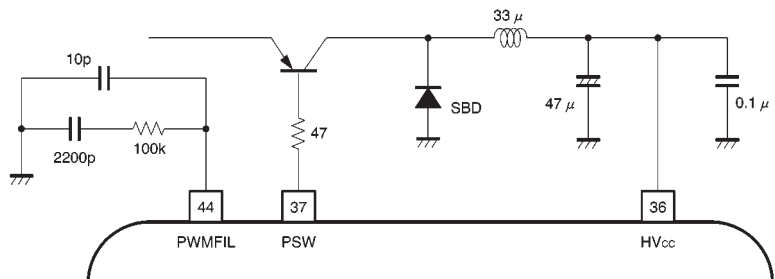 33 μ
10p
SBD
47 μ
0.1 μ
47
2200p
100k
44
37
36
PWMFIL
PSW
HVCC